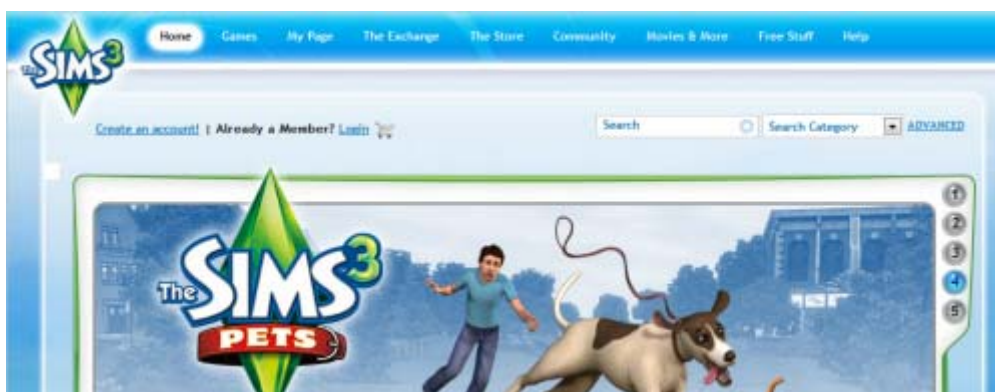 The SIMS 3
Home Games My Page The Exchange The Store Community Movies & More Free Stuff Help
Create an account! | Already a Member? Login
Search Search Category ADVANCED
The SIMS 3
PETS
1
2
3
4
5